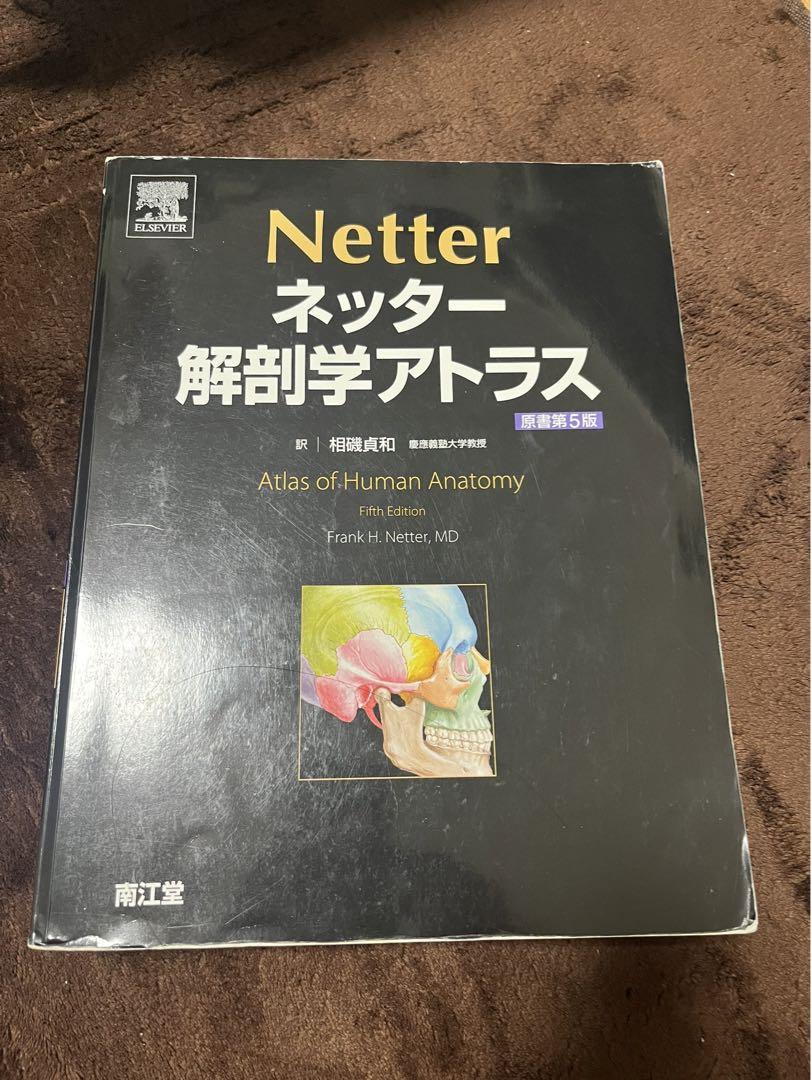 ELSEVIER
Netter
ネッター
解剖学アトラス
原書第5版
訳｜相磯貞和 慶應義塾大学教授
Atlas of Human Anatomy
Fifth Edition
Frank H. Netter, MD
南江堂